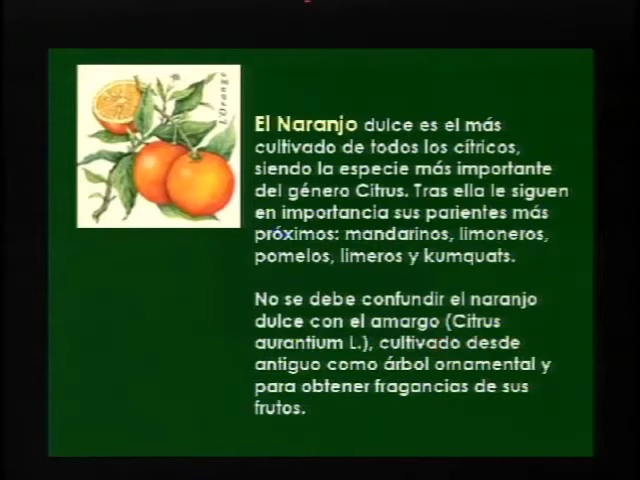 L'Orange
El Naranjo dulce es el más
cultivado de todos los cítricos,
siendo la especie más importante
del género Citrus. Tras ella le siguen
en importancia sus parientes más
próximos: mandarinos, limoneros,
pomelos, limeros y kumquats.
No se debe confundir el naranjo
dulce con el amargo (Citrus
aurantium L.), cultivado desde
antiguo como árbol ornamental y
para obtener fragancias de sus
frutos.